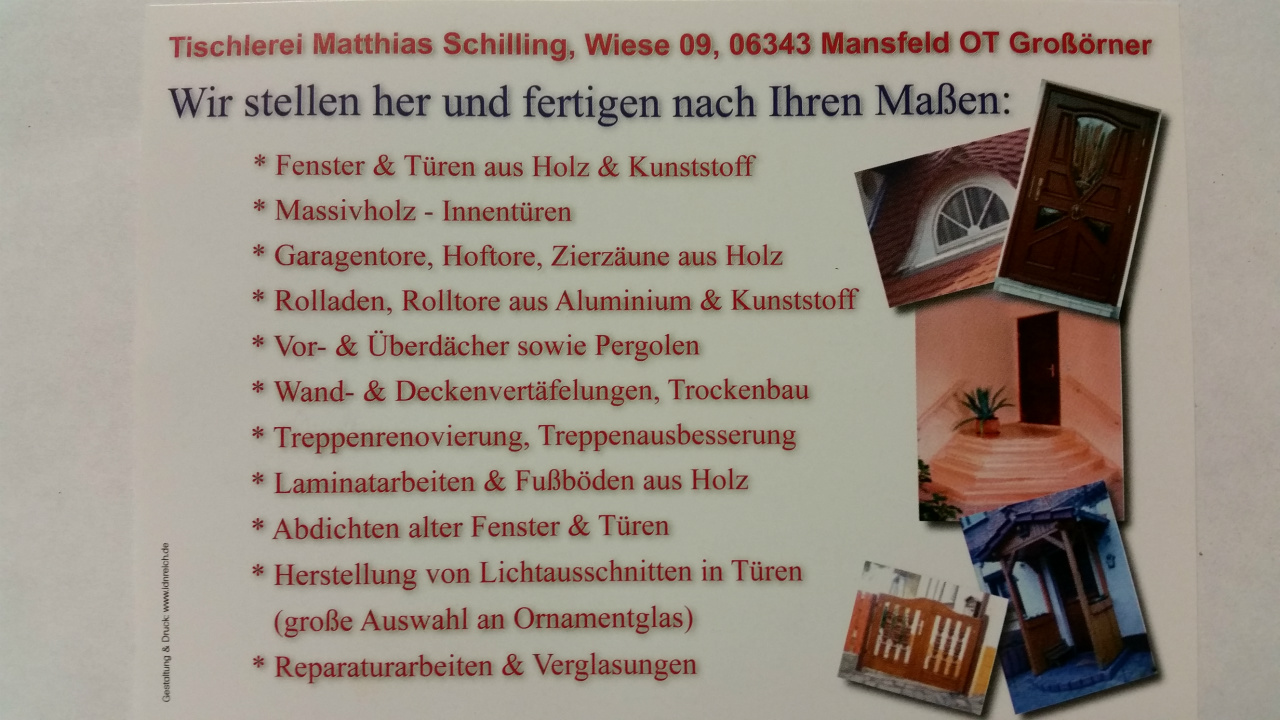 Tischlerei Matthias Schilling, Wiese 09, 06343 Mansfeld OT Großörner
Wir stellen her und fertigen nach Ihren Maßen:
* Fenster & Türen aus Holz & Kunststoff
* Massivholz - Innentüren
* Garagentore, Hoftore, Zierzäune aus Holz
* Rolladen, Rolltore aus Aluminium & Kunststoff
* Vor- & Überdächer sowie Pergolen
* Wand- & Deckenvertäfelungen, Trockenbau
* Treppenrenovierung, Treppenausbesserung
* Laminatarbeiten & Fußböden aus Holz
* Abdichten alter Fenster & Türen
* Herstellung von Lichtausschnitten in Türen
(große Auswahl an Ornamentglas)
* Reparaturarbeiten & Verglasungen
Gestaltung & Druck: